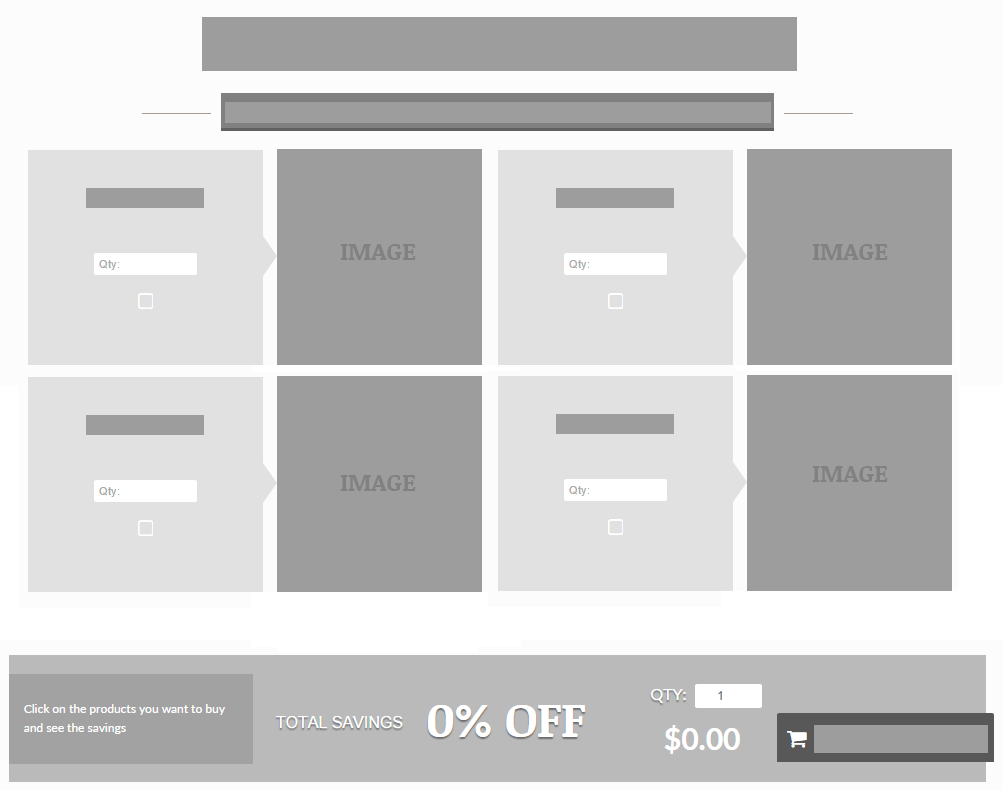 IMAGE
IMAGE
Qty:
Qty:
IMAGE
IMAGE
Qty:
Qty:
Click on the products you want to buy
and see the savings
TOTAL SAVINGS
0% OFF
QTY: 1
$0.00